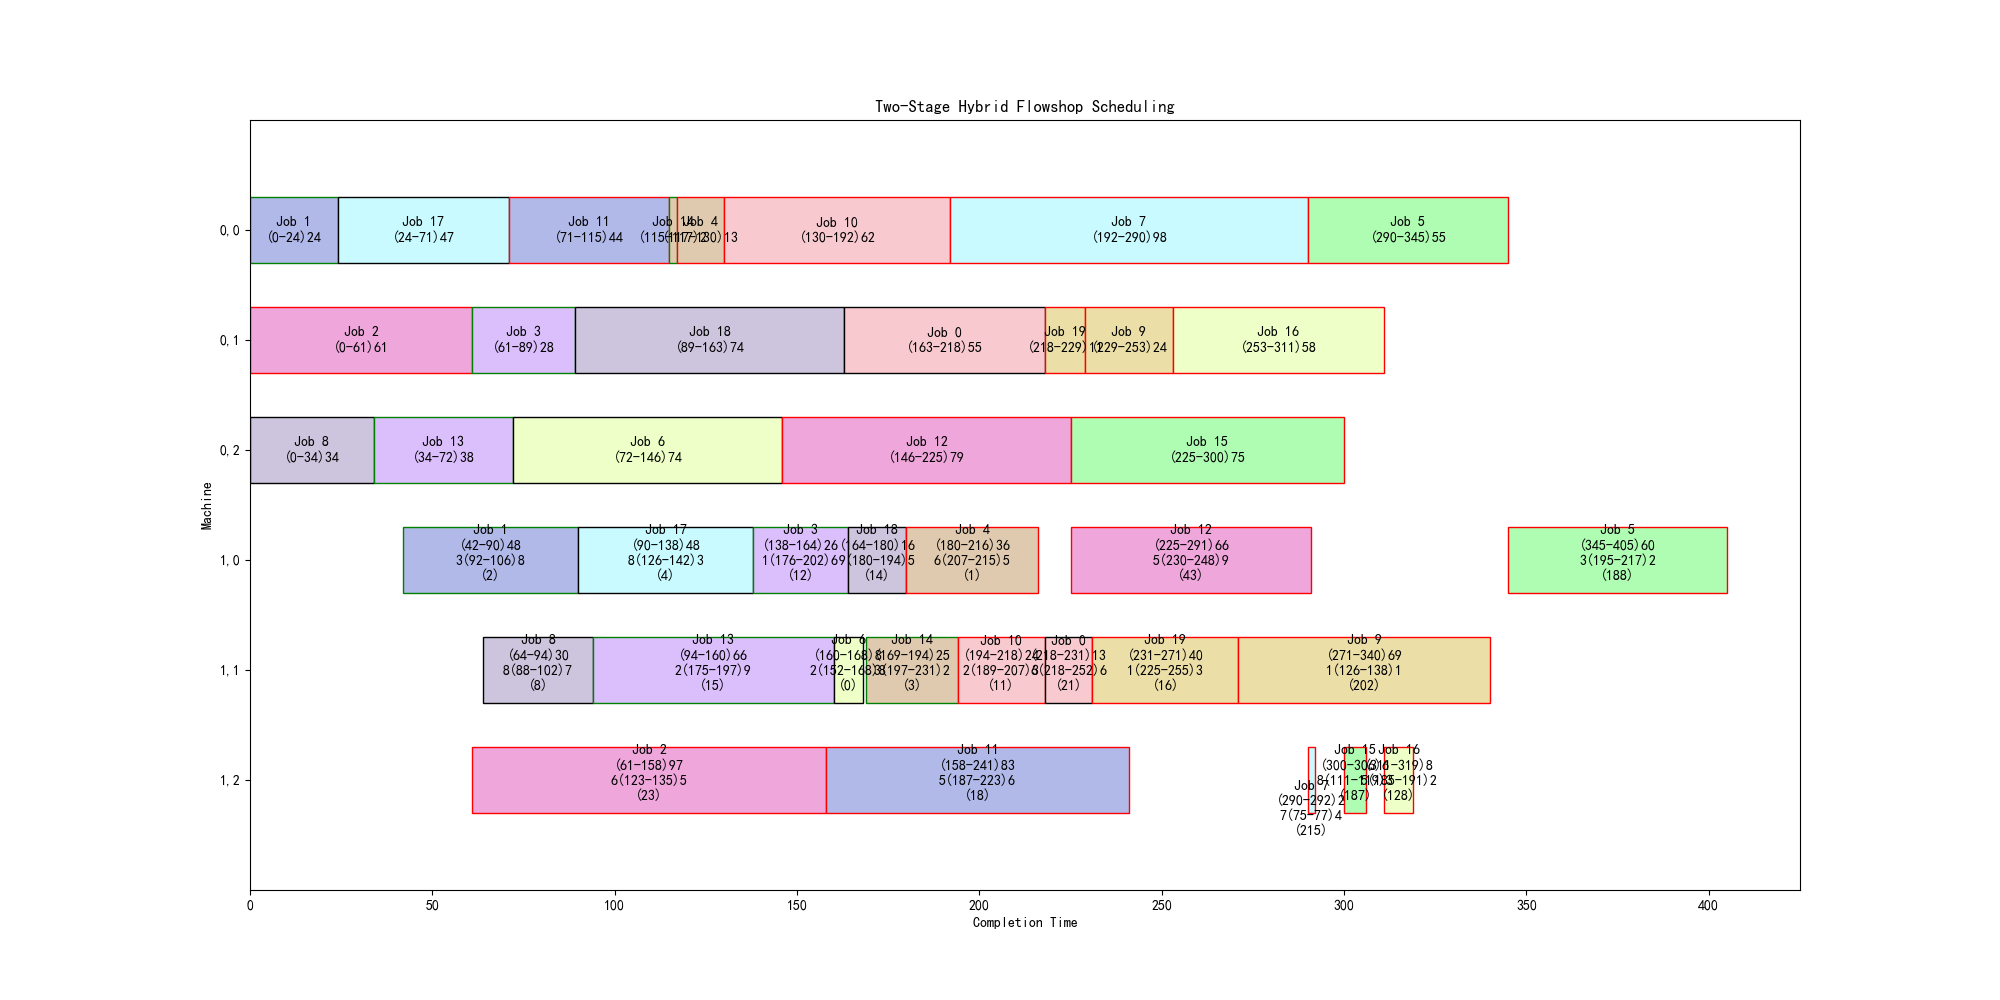 Two-Stage Hybrid Flowshop Scheduling
0,0
Job 1
(0-24)24
Job 17
(24-71)47
Job 11
(71-115)44
Job 14
Job 4
(117-130)13
Job 10
(130-192)62
Job 7
(192-290)98
Job 5
(290-345)55
0,1
Job 2
(0-61)61
Job 3
(61-89)28
Job 18
(89-163)74
Job 0
(163-218)55
Job 19
(218-229)11
Job 9
(229-253)24
Job 16
(253-311)58
0,2
Job 8
(0-34)34
Job 13
(34-72)38
Job 6
(72-146)74
Job 12
(146-225)79
Job 15
(225-300)75
Machine
1,0
Job 1
(42-90)48
3(92-106)8
(2)
Job 17
(90-138)48
8(126-142)3
(4)
Job 3
(138-164)26
1(176-202)69
(12)
Job 18
(164-180)16
(180-194)5
(14)
Job 4
(180-216)36
6(207-215)5
(1)
Job 12
(225-291)66
5(230-248)9
(43)
Job 5
(345-405)60
3(195-217)2
(188)
1,1
Job 8
(64-94)30
8(88-102)7
(8)
Job 13
(94-160)66
2(175-197)9
(15)
Job 6
(160-168)8
2(152-168)8
(0)
Job 14
(169-194)25
(197-231)2
(3)
Job 10
(194-218)24
2(189-207)6
(11)
Job 0
(218-231)13
(218-252)6
(21)
Job 19
(231-271)40
1(225-255)3
(16)
Job 9
(271-340)69
1(126-138)1
(202)
1,2
Job 2
(61-158)97
6(123-135)5
(23)
Job 11
(158-241)83
5(187-223)6
(18)
Job 7
(290-292)2
7(75-77)4
(215)
Job 15
(300-306)6
(187)
Job 16
(311-319)8
(185-191)2
(128)
0
50
100
150
200
250
300
350
400
Completion Time